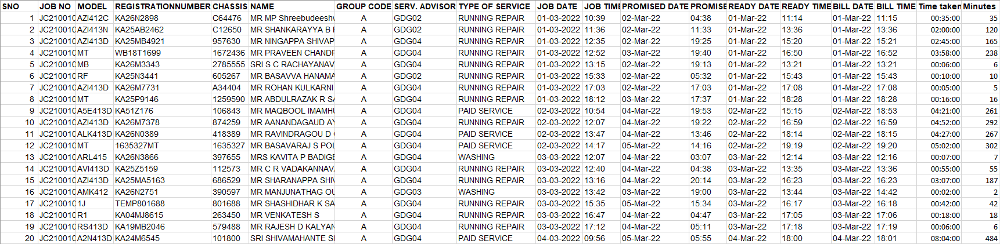 SNO JOB NO MODEL REGISTRATIONNUMBER CHASSIS NAME GROUP CODE SERV. ADVISOR TYPE OF SERVICE JOB DATE JOB TIME PROMISED DATE PROMISE READY DATE READY TIME BILL DATE BILL TIME Time taken Minutes
1 JC210010 AZI412C KA26N2898 C64476 MR MP Shreebudeeshw A GDG02 RUNNING REPAIR 01-03-2022 10:39 02-Mar-22 04:38 01-Mar-22 11:14 01-Mar-22 11:15 00:35:00 35
2 JC210010 AZI413N KA25AB2462 C12650 MR SHANKARAYYA B F A GDG02 RUNNING REPAIR 01-03-2022 11:36 02-Mar-22 11:33 01-Mar-22 13:36 01-Mar-22 13:36 02:00:00 120
3 JC210010 AZI413D KA25MB4921 957630 MR NINGAPPA SHIVAP A GDG04 RUNNING REPAIR 01-03-2022 12:35 02-Mar-22 19:25 01-Mar-22 15:20 01-Mar-22 15:21 02:45:00 165
4 JC210010 MT WB18T1699 1672436 MR PRAVEEN CHANDR A GDG04 RUNNING REPAIR 01-03-2022 12:52 03-Mar-22 19:40 01-Mar-22 16:50 01-Mar-22 16:52 03:58:00 238
5 JC210010 MB KA26M3343 2785555 SRI S C RACHAYANAV A GDG04 RUNNING REPAIR 01-03-2022 13:15 02-Mar-22 19:13 01-Mar-22 13:21 01-Mar-22 13:21 00:06:00 6
6 JC210010 RF KA25N3441 605267 MR BASAVVA HANAMA A GDG02 RUNNING REPAIR 01-03-2022 15:33 02-Mar-22 05:32 01-Mar-22 15:43 01-Mar-22 15:43 00:10:00 10
7 JC210010 AZI413D KA26M7731 A34404 MR ROHAN KULKARNI A GDG04 RUNNING REPAIR 01-03-2022 17:03 02-Mar-22 17:03 01-Mar-22 17:08 01-Mar-22 17:08 00:05:00 5
8 JC210010 MT KA25P9146 1259590 MR ABDULRAZAK R SA A GDG04 RUNNING REPAIR 01-03-2022 18:12 03-Mar-22 17:37 01-Mar-22 18:28 01-Mar-22 18:28 00:16:00 16
9 JC210010 A5E413D KA51Z176 106843 MR MAQBOOL IMAMHU A GDG04 PAID SERVICE 02-03-2022 10:54 04-Mar-22 19:53 02-Mar-22 15:15 02-Mar-22 18:53 04:21:00 261
10 JC210010 AZI413D KA26M7378 874259 MR AANANDAGAUD AY A GDG04 RUNNING REPAIR 02-03-2022 12:07 04-Mar-22 19:22 02-Mar-22 16:59 02-Mar-22 16:59 04:52:00 292
11 JC210010 ALK413D KA26N0389 418389 MR RAVINDRAGOU D A GDG04 PAID SERVICE 02-03-2022 13:47 04-Mar-22 13:46 02-Mar-22 18:14 02-Mar-22 18:15 04:27:00 267
12 JC210010 MT 1635327MT 1635327 MR BASAVARAJ S POL A GDG04 PAID SERVICE 02-03-2022 14:17 05-Mar-22 14:16 02-Mar-22 19:19 02-Mar-22 19:20 05:02:00 302
13 JC210010 ARL415 KA26N3866 397655 MRS KAVITA P BADIGE A GDG04 WASHING 03-03-2022 12:07 04-Mar-22 03:07 03-Mar-22 12:14 03-Mar-22 12:16 00:07:00 7
14 JC210010 AVI413D KA25Z5159 112573 MR C R VADAKANNAVA A GDG04 RUNNING REPAIR 03-03-2022 12:40 04-Mar-22 04:38 03-Mar-22 13:35 03-Mar-22 13:36 00:55:00 55
15 JC210010 AZI413D KA25MA5163 686529 MR SHARANAPPA SHIV A GDG04 RUNNING REPAIR 03-03-2022 13:16 04-Mar-22 20:14 03-Mar-22 16:23 03-Mar-22 16:23 03:07:00 187
16 JC210010 AMK412 KA26N2751 390597 MR MANJUNATHAG OU A GDG03 WASHING 03-03-2022 13:42 03-Mar-22 19:00 03-Mar-22 13:44 03-Mar-22 14:42 00:02:00 2
17 JC210010 1J TEMP801688 801688 MR SHASHIDHAR K SA A GDG04 RUNNING REPAIR 03-03-2022 15:35 05-Mar-22 15:34 03-Mar-22 16:17 03-Mar-22 16:18 00:42:00 42
18 JC210010 R1 KA04MJ8615 263450 MR VENKATESH S A GDG04 RUNNING REPAIR 03-03-2022 16:47 04-Mar-22 04:47 03-Mar-22 17:05 03-Mar-22 17:06 00:18:00 18
19 JC210010 RS413D KA19MB2046 579488 MR RAJESH D KALYAN A GDG04 RUNNING REPAIR 03-03-2022 17:12 04-Mar-22 05:11 03-Mar-22 17:18 03-Mar-22 17:19 00:06:00 6
20 JC210010 A2N413D KA24M6545 101800 SRI SHIVAMAHANTE S A GDG04 PAID SERVICE 04-03-2022 09:56 05-Mar-22 05:55 04-Mar-22 18:00 04-Mar-22 18:01 08:04:00 484